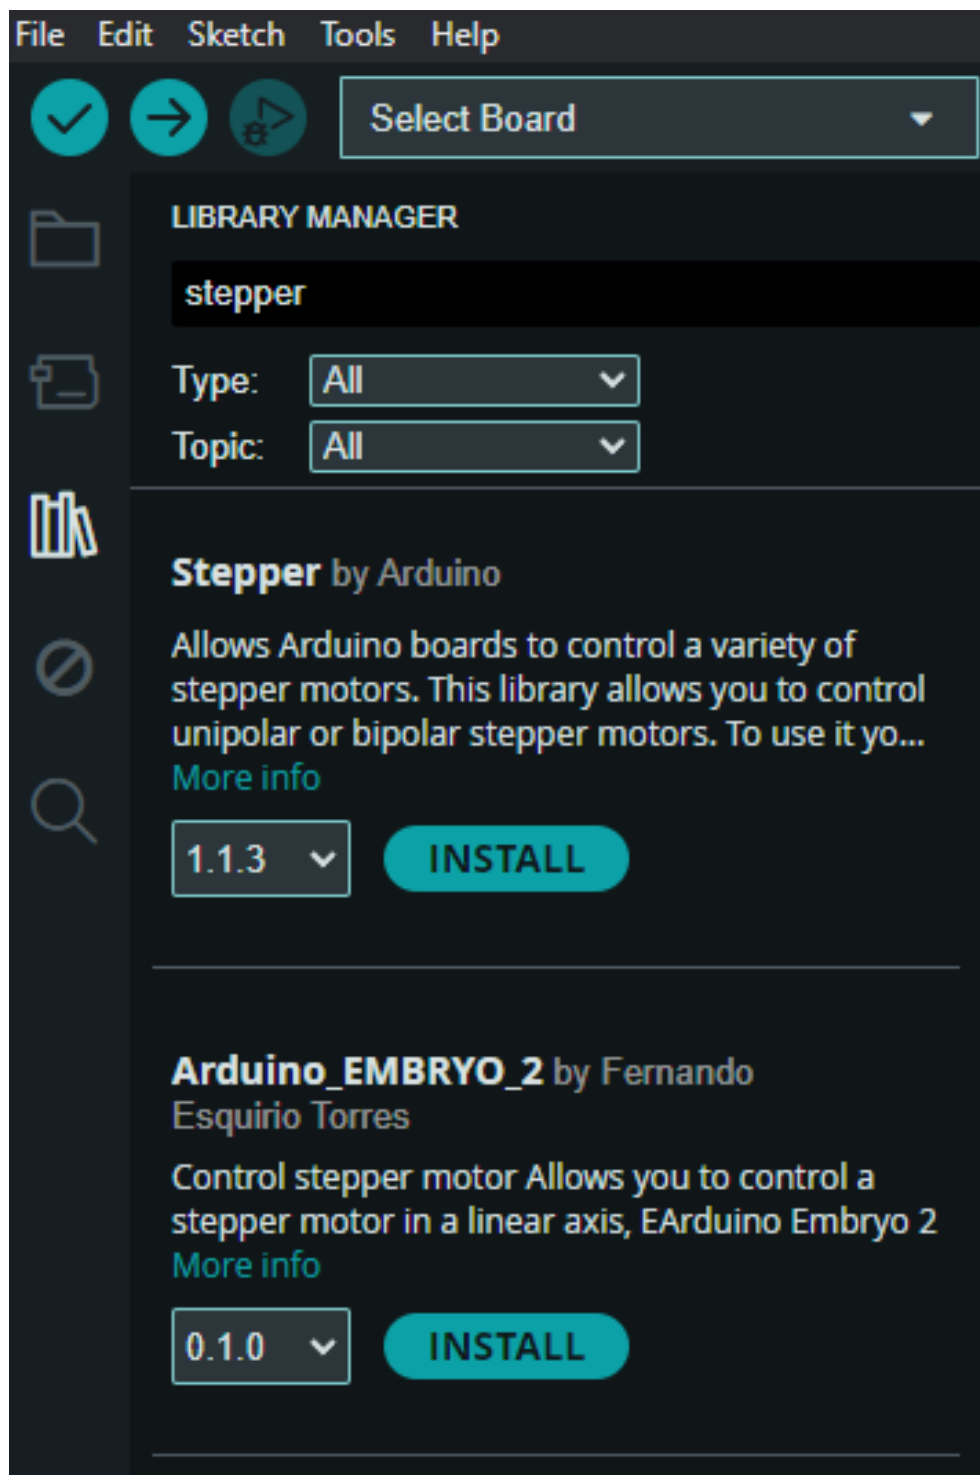 File Edit Sketch Tools Help
Select Board
LIBRARY MANAGER
stepper
Type: All
Topic: All
Stepper by Arduino
Allows Arduino boards to control a variety of
stepper motors. This library allows you to control
unipolar or bipolar stepper motors. To use it yo...
More info
1.1.3 INSTALL
Arduino_EMBRYO_2 by Fernando
Esquirio Torres
Control stepper motor Allows you to control a
stepper motor in a linear axis, EArduino Embryo 2
More info
0.1.0 INSTALL